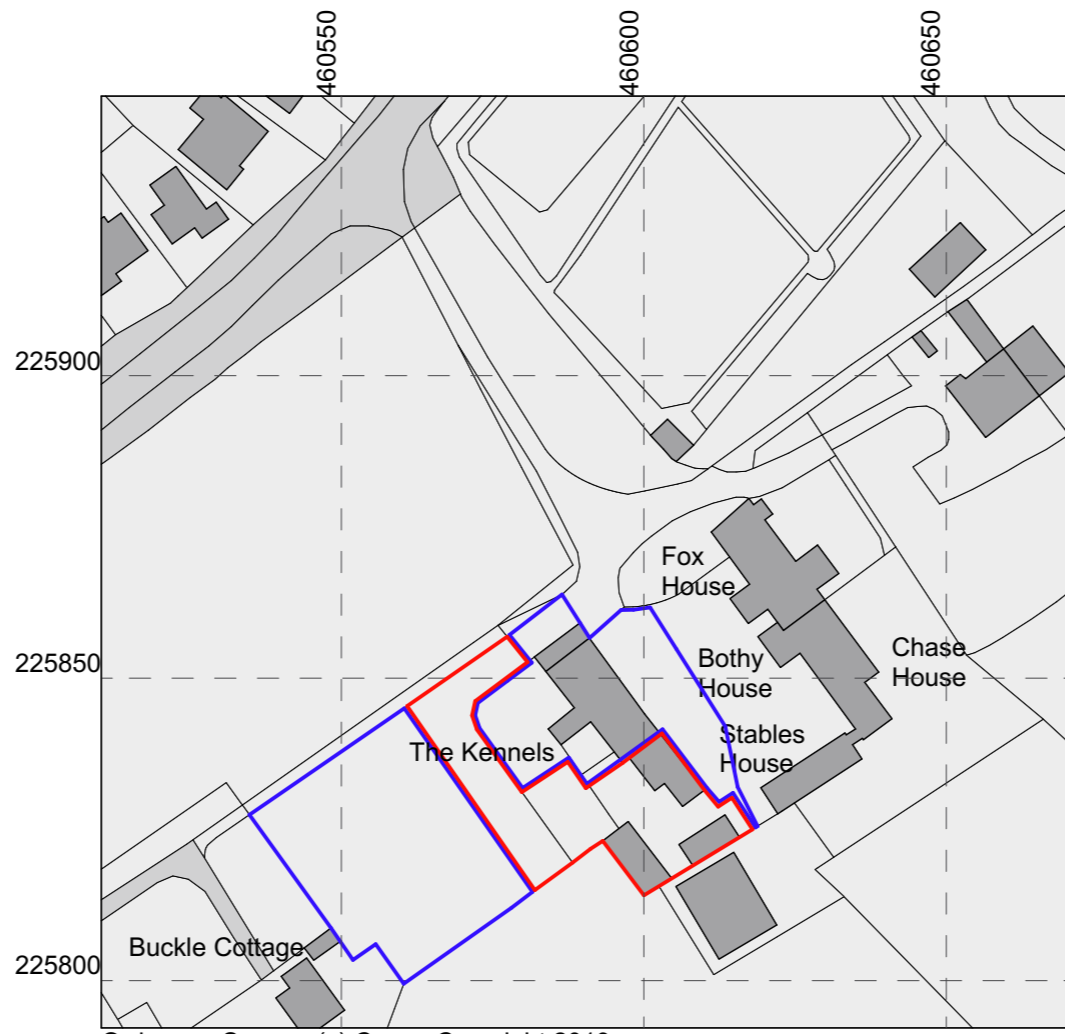 460550
460600
460650
225900
Fox
House
Bothy
House
Chase
House
Stables
House
225850
The Kennels
Buckle Cottage
225800